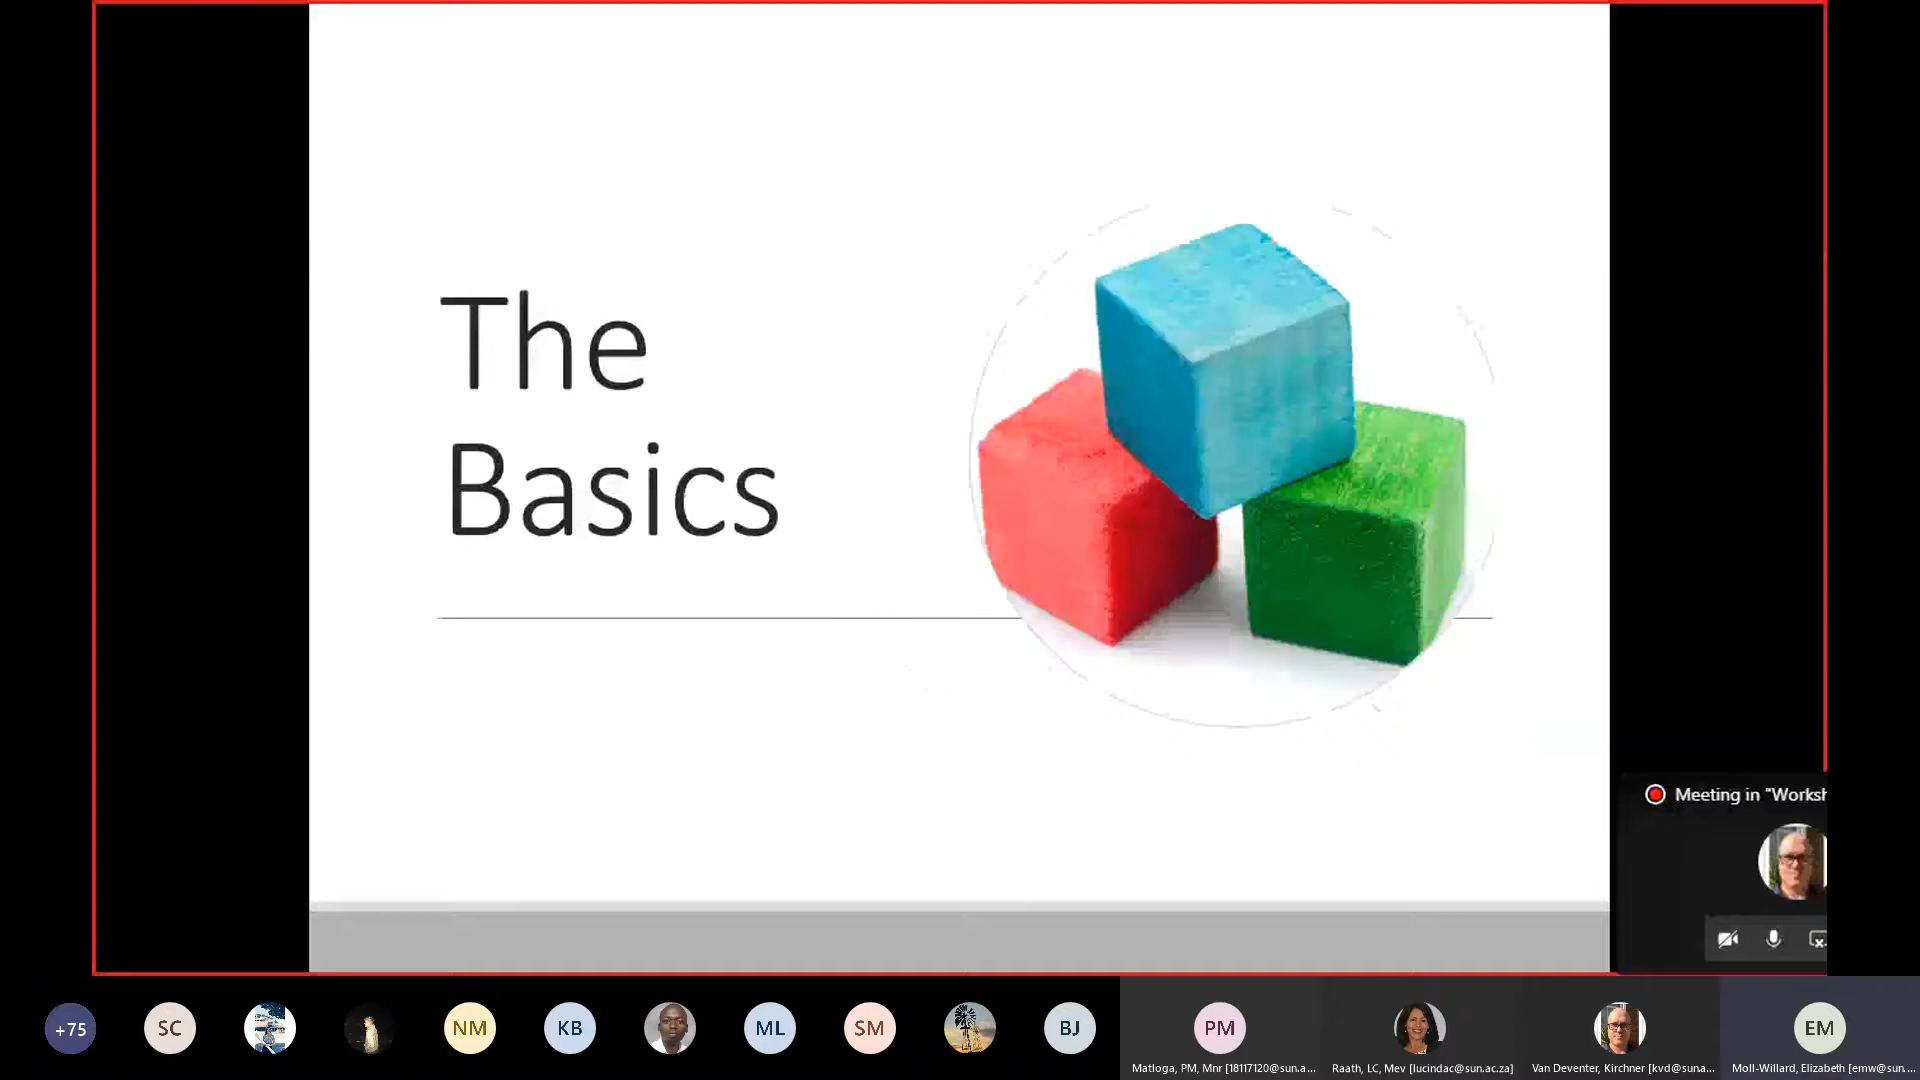 The
Basics
Meeting in "Worksh
+75
SC
NM
KB
ML
SM
BJ
PM
EM
Matloga, PM, Mnr [18117120@sun.a...
Raath, LC, Mev [lucindac@sun.ac.za]
Van Deventer, Kirchner [kvd@suna...
Moll-Willard, Elizabeth [emw@sun....